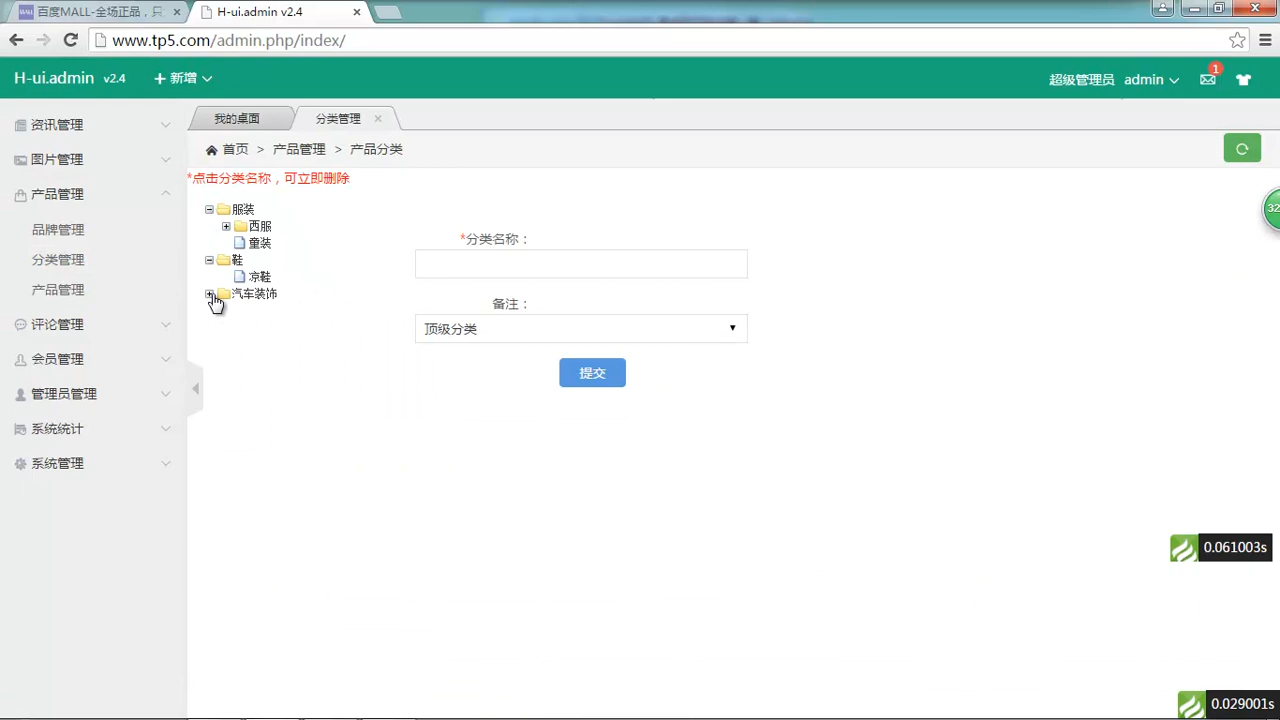 百度MALL-全场正品，只
H-ui.admin v2.4
www.tp5.com/admin.php/index/
H-ui.admin v2.4
新增
超级管理员 admin
1
资讯管理
图片管理
产品管理
品牌管理
分类管理
产品管理
评论管理
会员管理
管理员管理
系统统计
系统管理
我的桌面
分类管理
首页 > 产品管理 > 产品分类
*点击分类名称，可立即删除
服装
西服
童装
鞋
凉鞋
汽车装饰
*分类名称：
备注：
顶级分类
提交
32
0.061003s
0.029001s